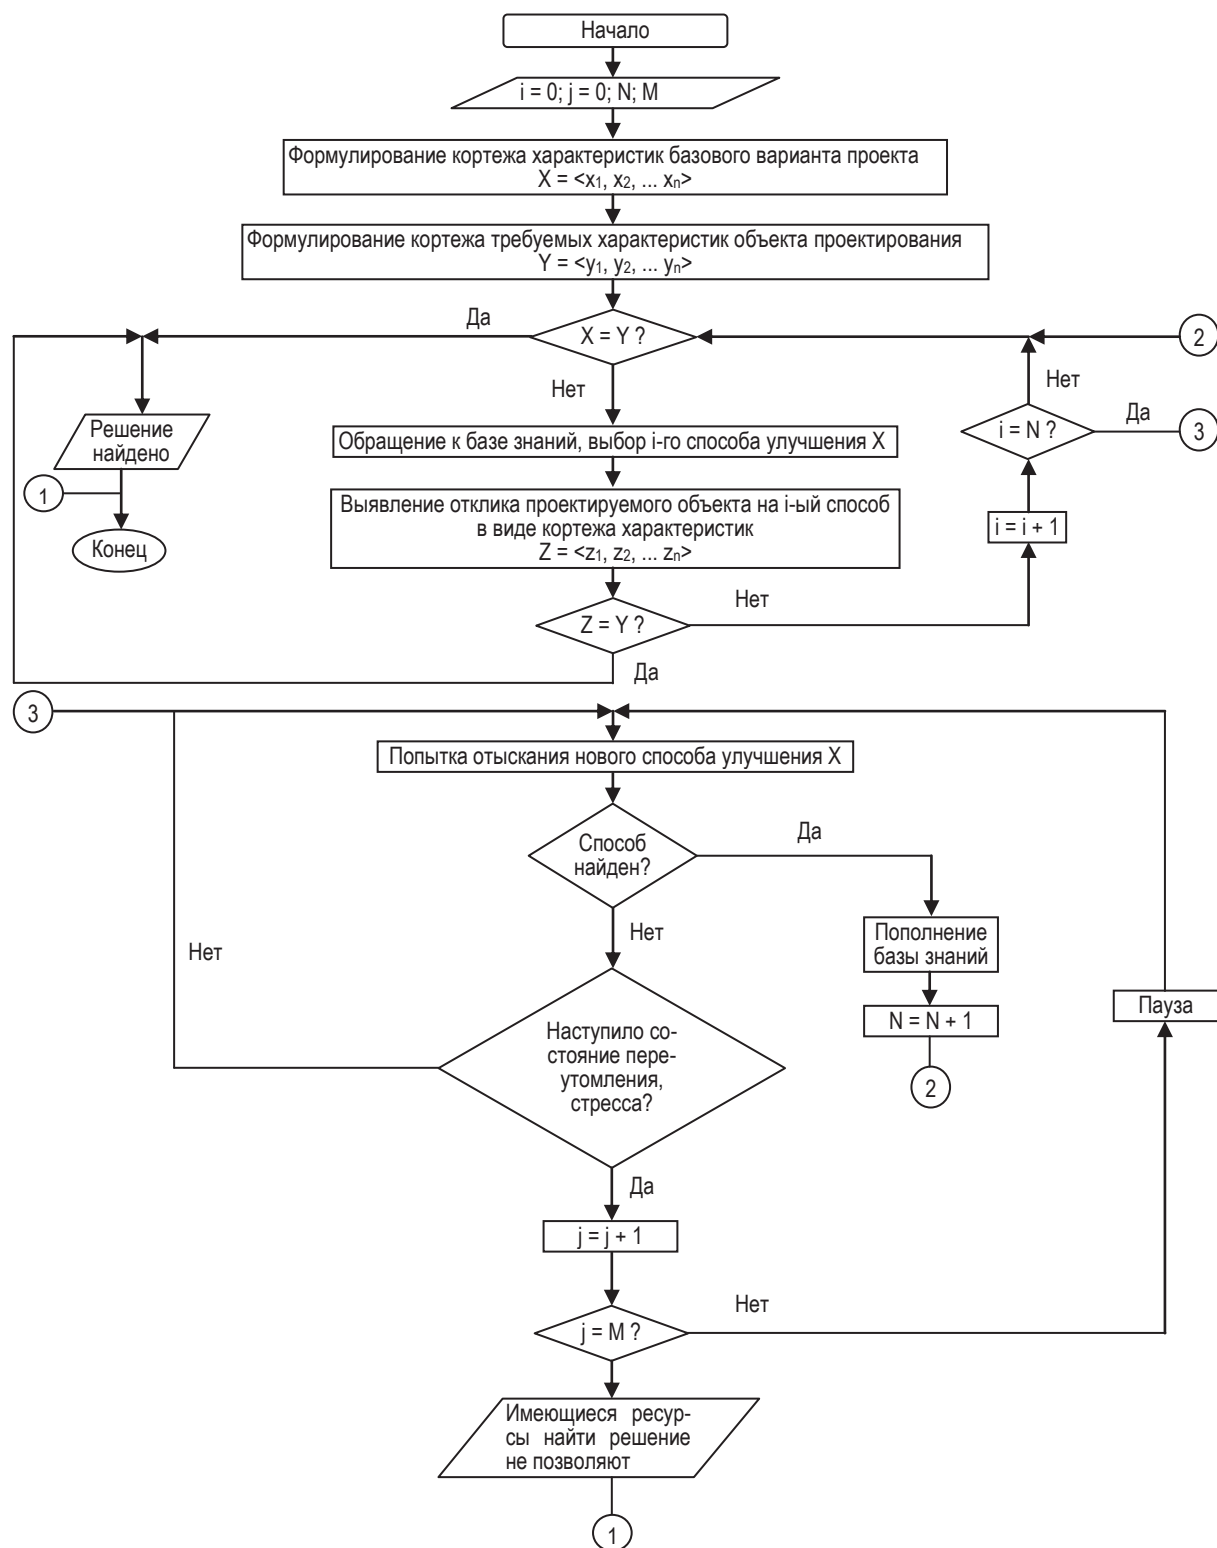 Начало
i = 0; j = 0; N; M
Формулирование кортежа характеристик базового варианта проекта
X = <x₁, x₂, ... xₙ>
Формулирование кортежа требуемых характеристик объекта проектирования
Y = <y₁, y₂, ... yₙ>
Да
X = Y ?
2
Нет
Нет
Решение
найдено
Обращение к базе знаний, выбор i-го способа улучшения X
i = N ?
Да
3
1
Выявление отклика проектируемого объекта на i-ый способ
в виде кортежа характеристик
Z = <z₁, z₂, ... zₙ>
i = i + 1
Конец
Z = Y ?
Нет
Да
3
Попытка отыскания нового способа улучшения X
Способ
найден?
Да
Нет
Нет
Пополнение
базы знаний
N = N + 1
Пауза
Наступило со-
стояние пере-
утомления,
стресса?
2
Да
j = j + 1
j = M ?
Нет
Имеющиеся ресур-
сы найти решение
не позволяют
1